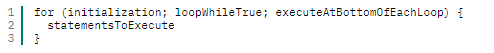 1 for (initialization; loopWhileTrue; executeAtBottomOfEachLoop) {
2   statementsToExecute
3 }